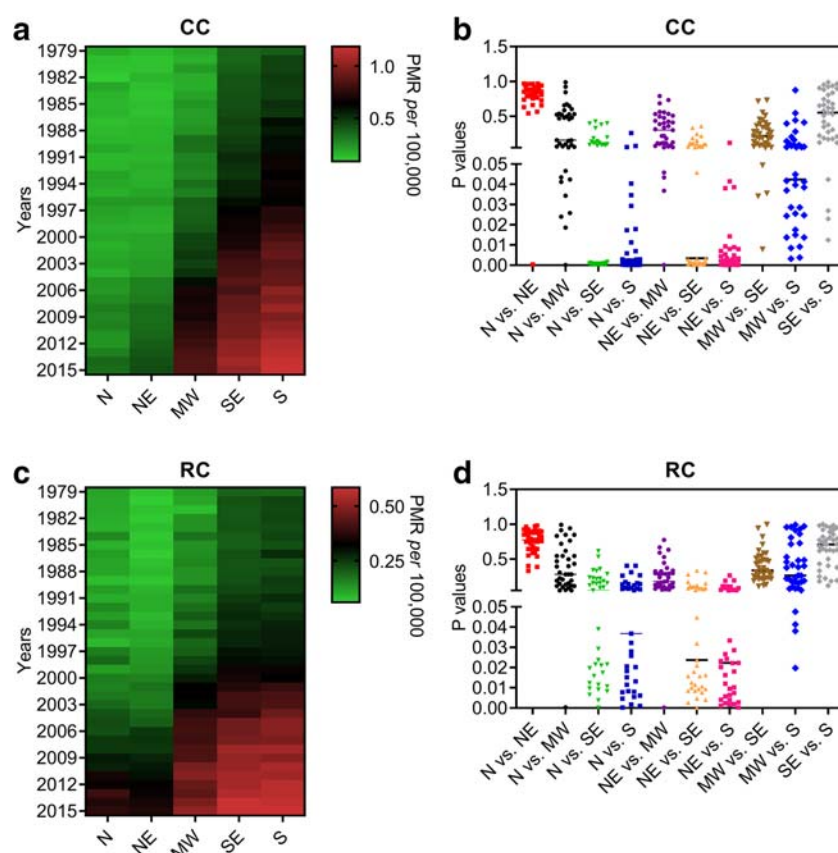 a
CC
1979
1982
1985
1988
1991
1994
1997
2000
2003
2006
2009
2012
2015
Years
N
NE
MW
SE
S
1.0
0.5
PMR per 100,000
b
CC
1.5
1.0
0.5
0.05
0.04
0.03
0.02
0.01
0.00
P values
N vs. NE
N vs. MW
N vs. SE
N vs. S
NE vs. MW
NE vs. SE
NE vs. S
MW vs. SE
MW vs. S
SE vs. S
c
RC
1979
1982
1985
1988
1991
1994
1997
2000
2003
2006
2009
2012
2015
Years
N
NE
MW
SE
S
0.50
0.25
PMR per 100,000
d
RC
1.5
1.0
0.5
0.05
0.04
0.03
0.02
0.01
0.00
P values
N vs. NE
N vs. MW
N vs. SE
N vs. S
NE vs. MW
NE vs. SE
NE vs. S
MW vs. SE
MW vs. S
SE vs. S